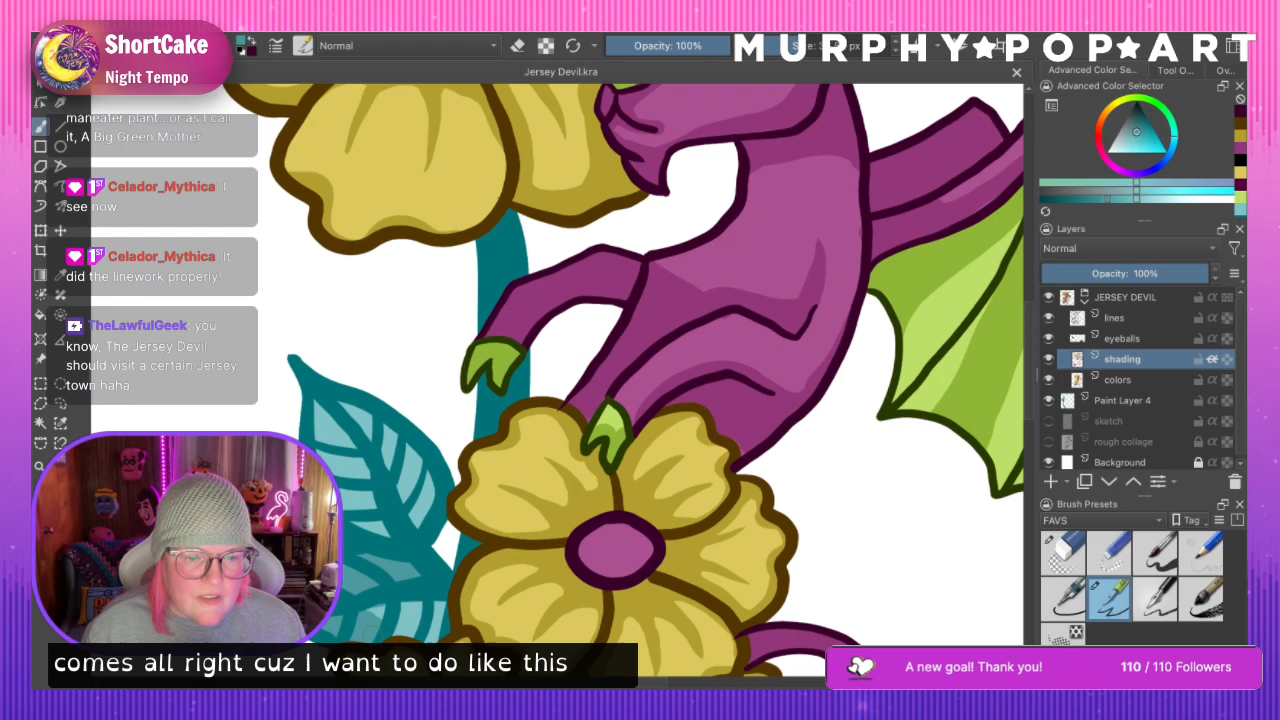 ShortCake
Night Tempo
Normal
Opacity: 100%
MURPHY★POP★ART
Jersey Devil.kra
maneater plant...or as I call
it, A Big Green Mother
1ST Celador_Mythica I
see now.
1ST Celador_Mythica It
did the linework properly!
TheLawfulGeek you
know, The Jersey Devil
should visit a certain Jersey
town haha
comes all right cuz I want to do like this
Advanced Color Se...
Tool O...
Ov...
Advanced Color Selector
Layers
Normal
Opacity: 100%
JERSEY DEVIL
lines
eyeballs
shading
colors
Paint Layer 4
sketch
rough collage
Background
Brush Presets
FAVS
Tag
A new goal! Thank you!
110 / 110 Followers